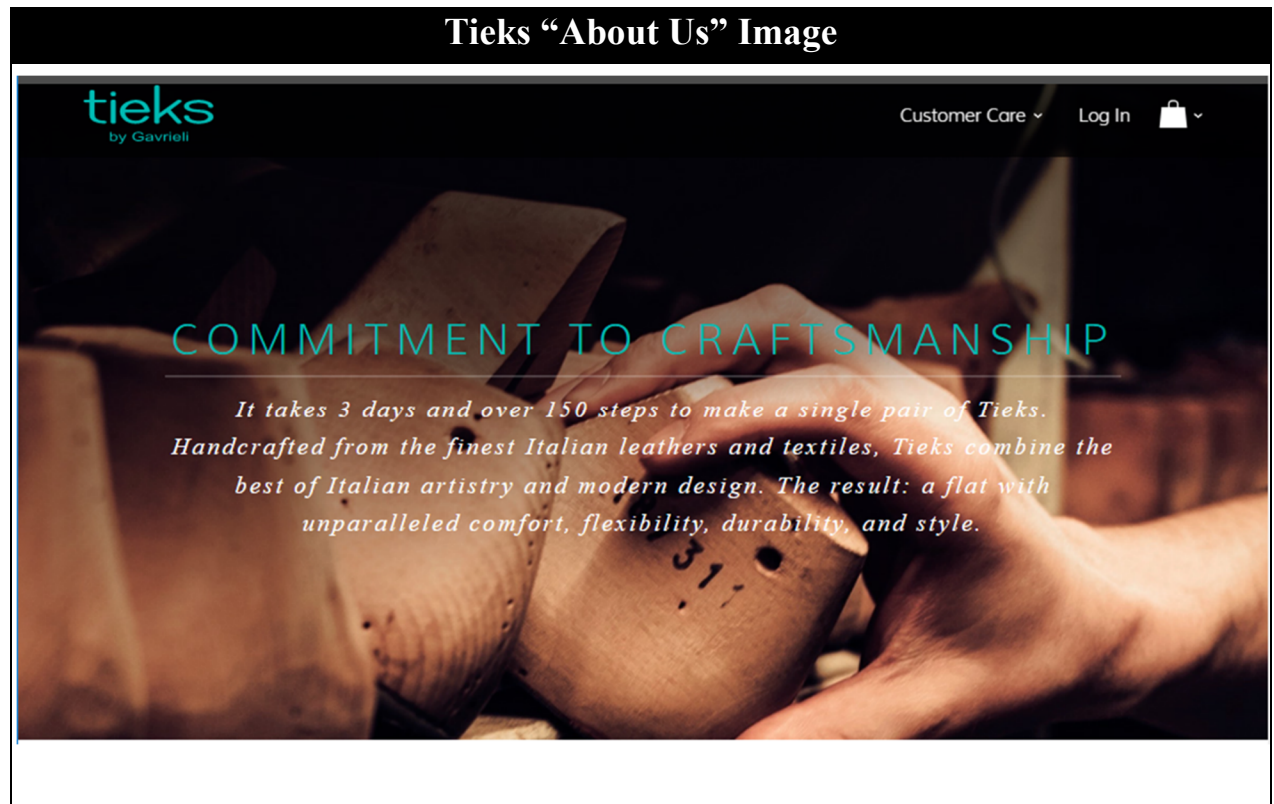 Tieks “About Us” Image
tieks
by Gavrieli
Customer Care
Log In
COMMITMENT TO CRAFTSMANSHIP
It takes 3 days and over 150 steps to make a single pair of Tieks.
Handcrafted from the finest Italian leathers and textiles, Tieks combine the
best of Italian artistry and modern design. The result: a flat with
unparalleled comfort, flexibility, durability, and style.